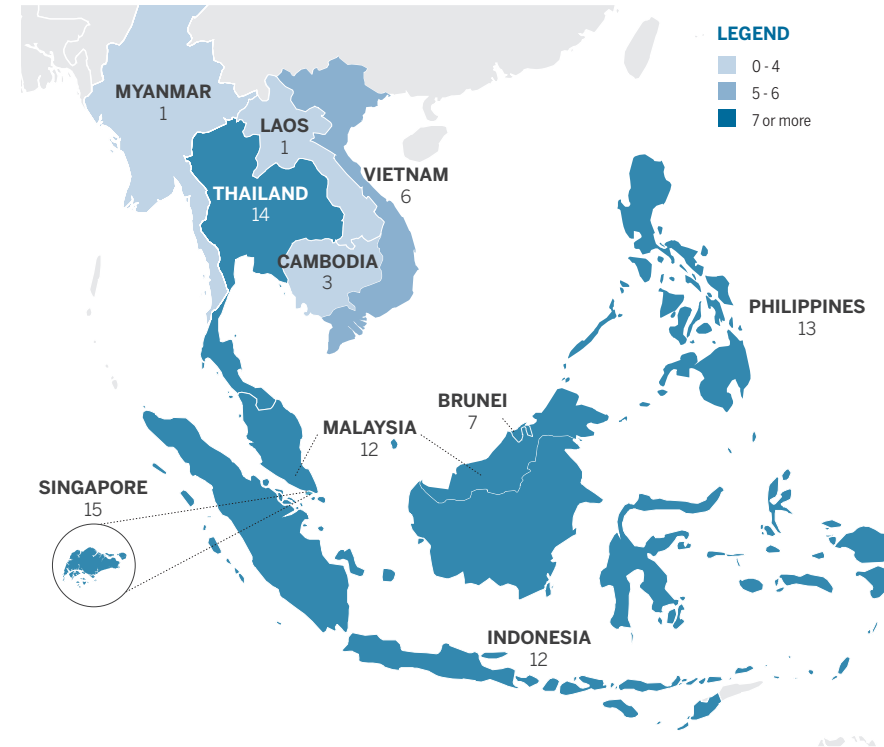 LEGEND
0 - 4
5 - 6
7 or more
MYANMAR
1
LAOS
1
VIETNAM
6
THAILAND
14
CAMBODIA
3
PHILIPPINES
13
BRUNEI
7
MALAYSIA
12
SINGAPORE
15
INDONESIA
12